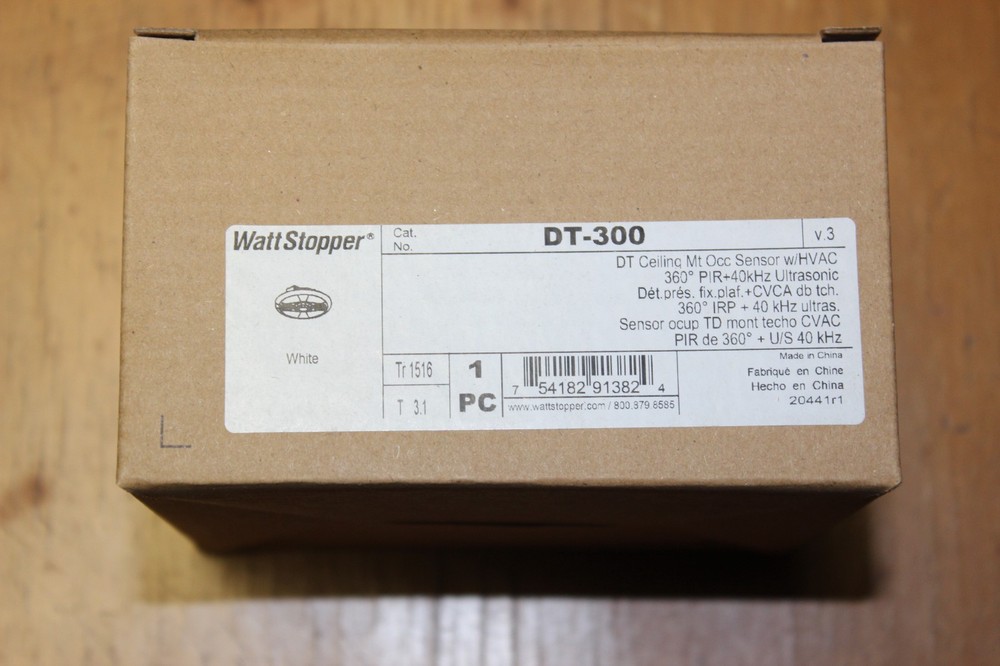 WattStopper®
White
Cat.
No.
DT-300
v.3
DT Ceiling Mt Occ Sensor w/HVAC
360° PIR+40kHz Ultrasonic
Dét.prés. fix.plaf.+CVCA db tch.
360° IRP + 40 kHz ultras.
Sensor ocup TD mont techo CVAC
PIR de 360° + U/S 40 kHz
Tr 1516
T 3.1
1
PC
7 54182 91382 4
www.wattstopper.com / 800.879.8585
Made in China
Fabriqué en Chine
Hecho en China
20441r1